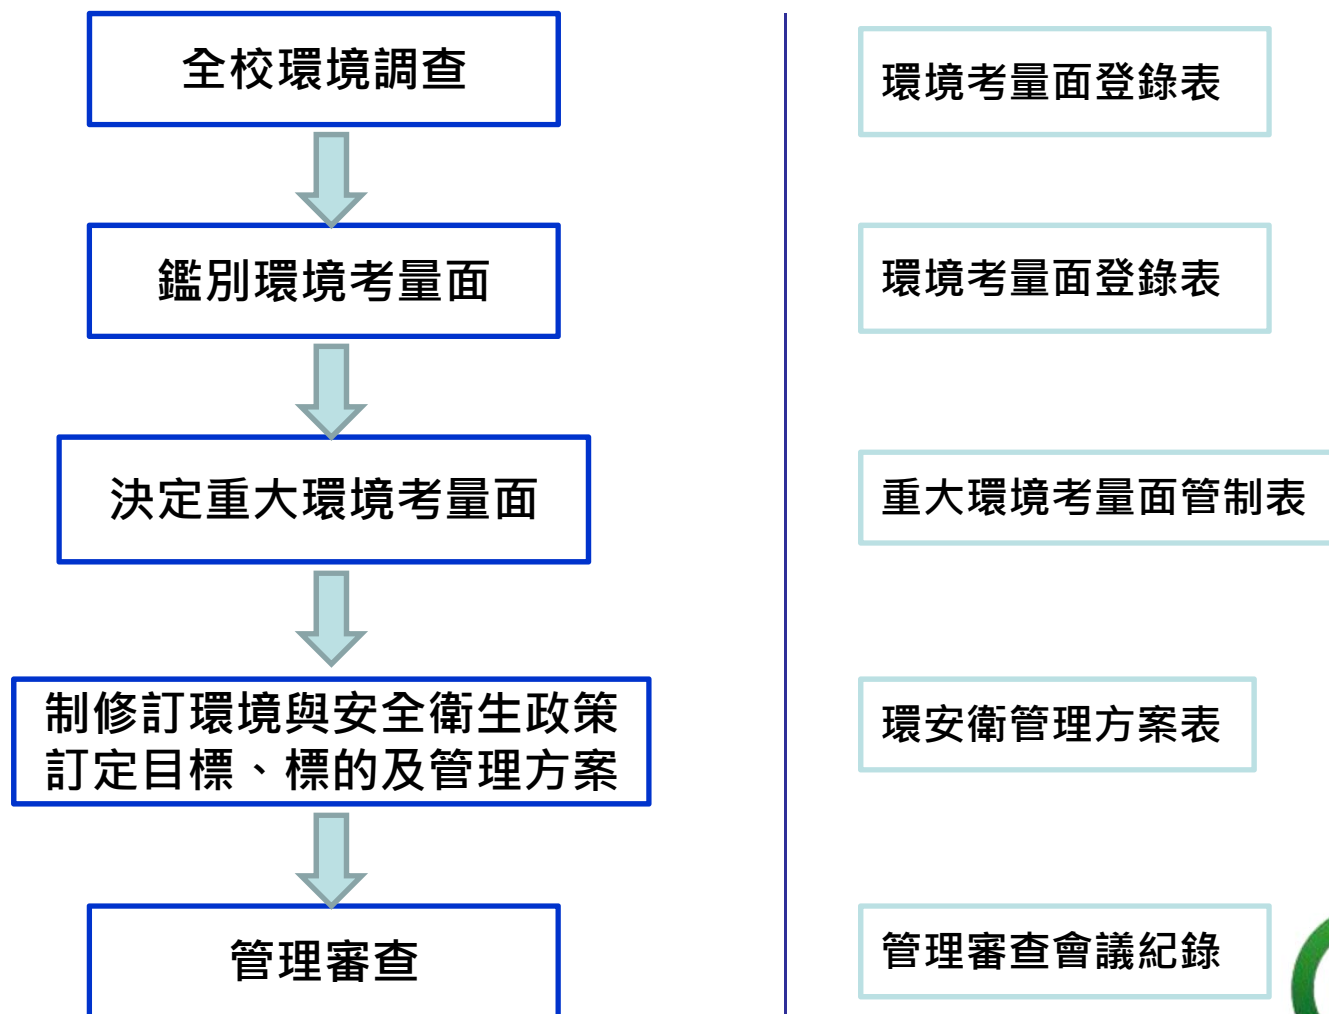 全校環境調查
環境考量面登錄表
鑑別環境考量面
環境考量面登錄表
決定重大環境考量面
重大環境考量面管制表
制修訂環境與安全衛生政策
訂定目標、標的及管理方案
環安衛管理方案表
管理審查
管理審查會議紀錄